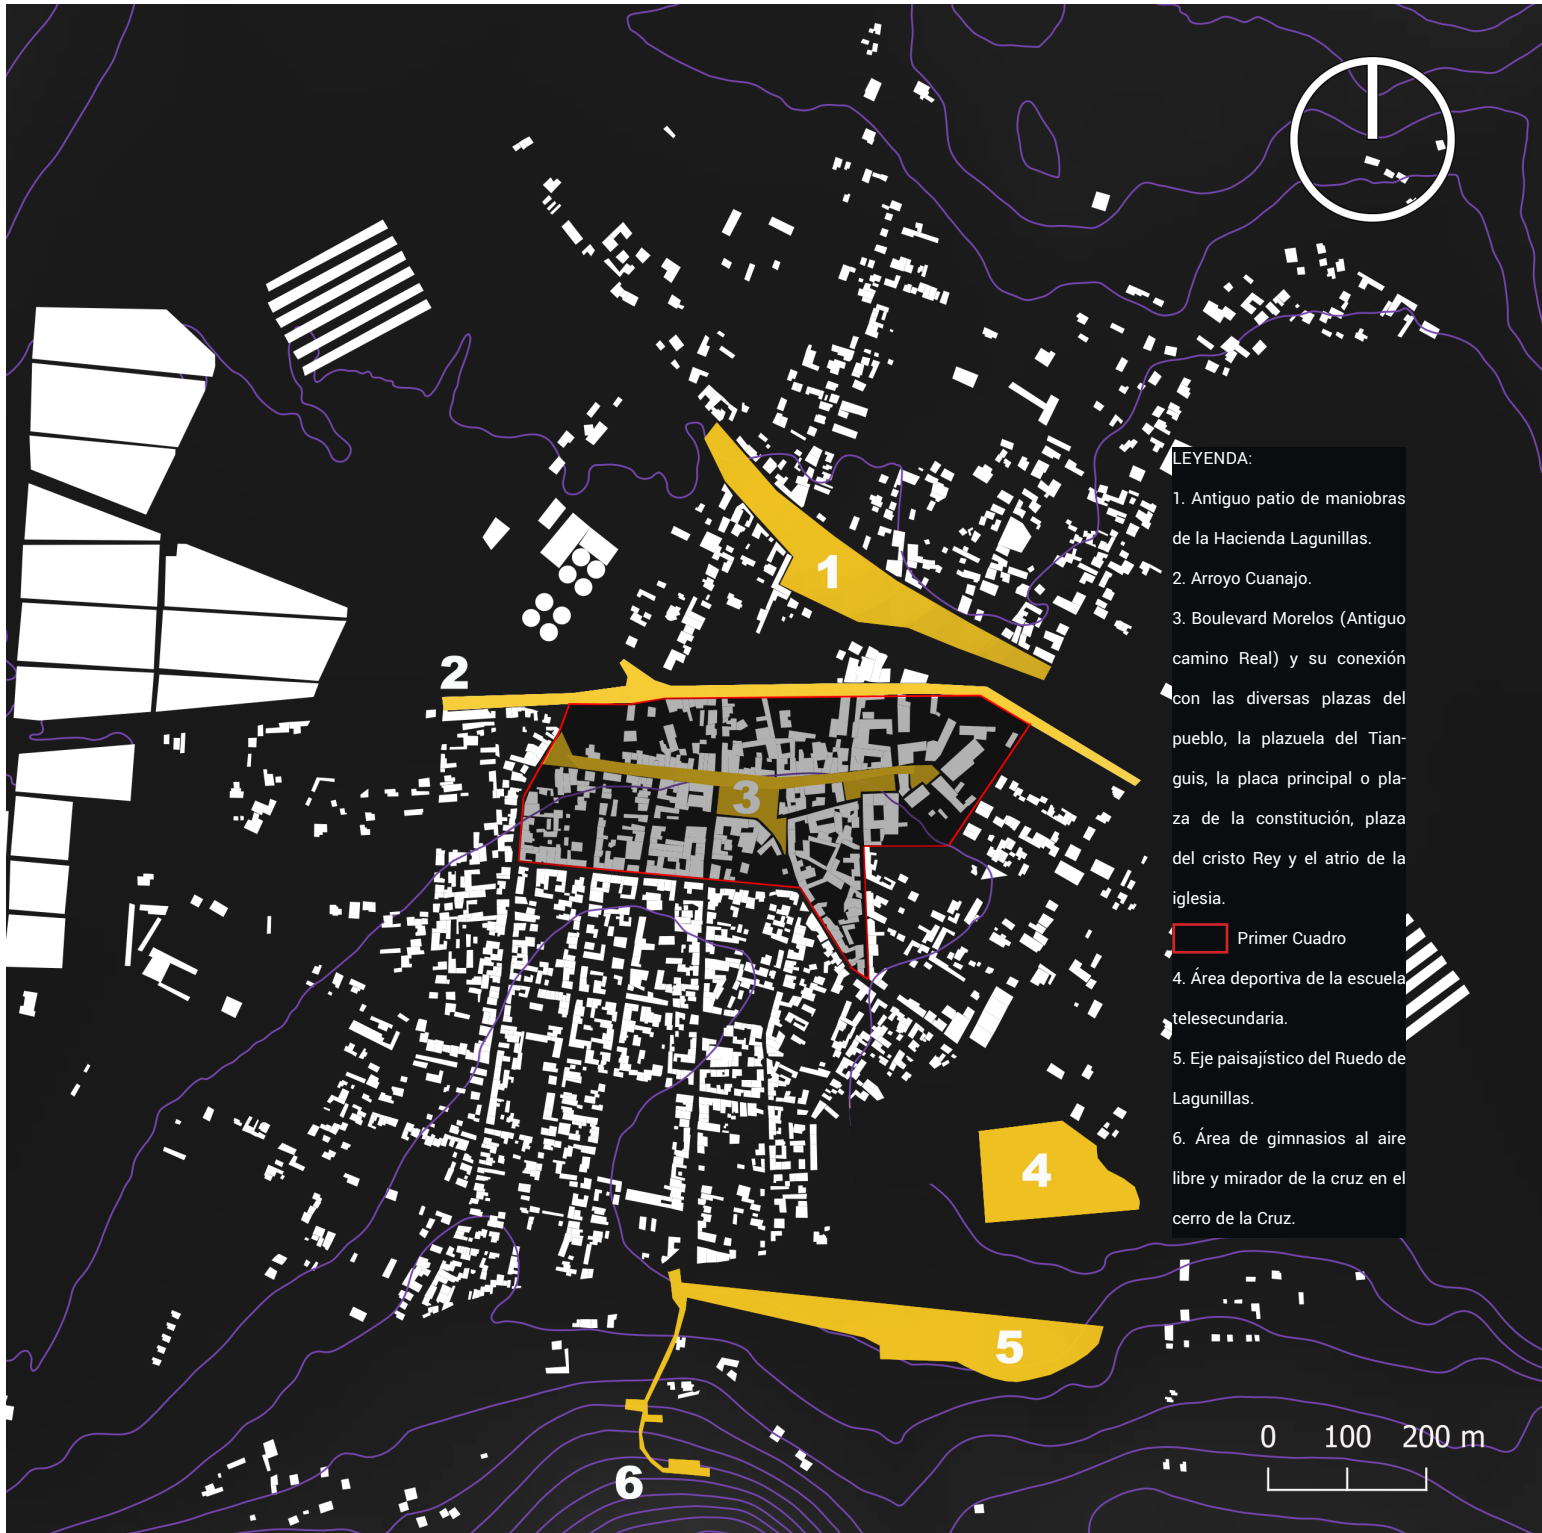 1
2
3
4
5
6
LEYENDA:
1. Antiguo patio de maniobras
de la Hacienda Lagunillas.
2. Arroyo Cuanajo.
3. Boulevard Morelos (Antiguo
camino Real) y su conexión
con las diversas plazas del
pueblo, la plazuela del Tian-
guis, la placa principal o pla-
za de la constitución, plaza
del cristo Rey y el atrio de la
iglesia.
Primer Cuadro
4. Área deportiva de la escuela
telesecundaria.
5. Eje paisajístico del Ruedo de
Lagunillas.
6. Área de gimnasios al aire
libre y mirador de la cruz en el
cerro de la Cruz.
0 100 200 m